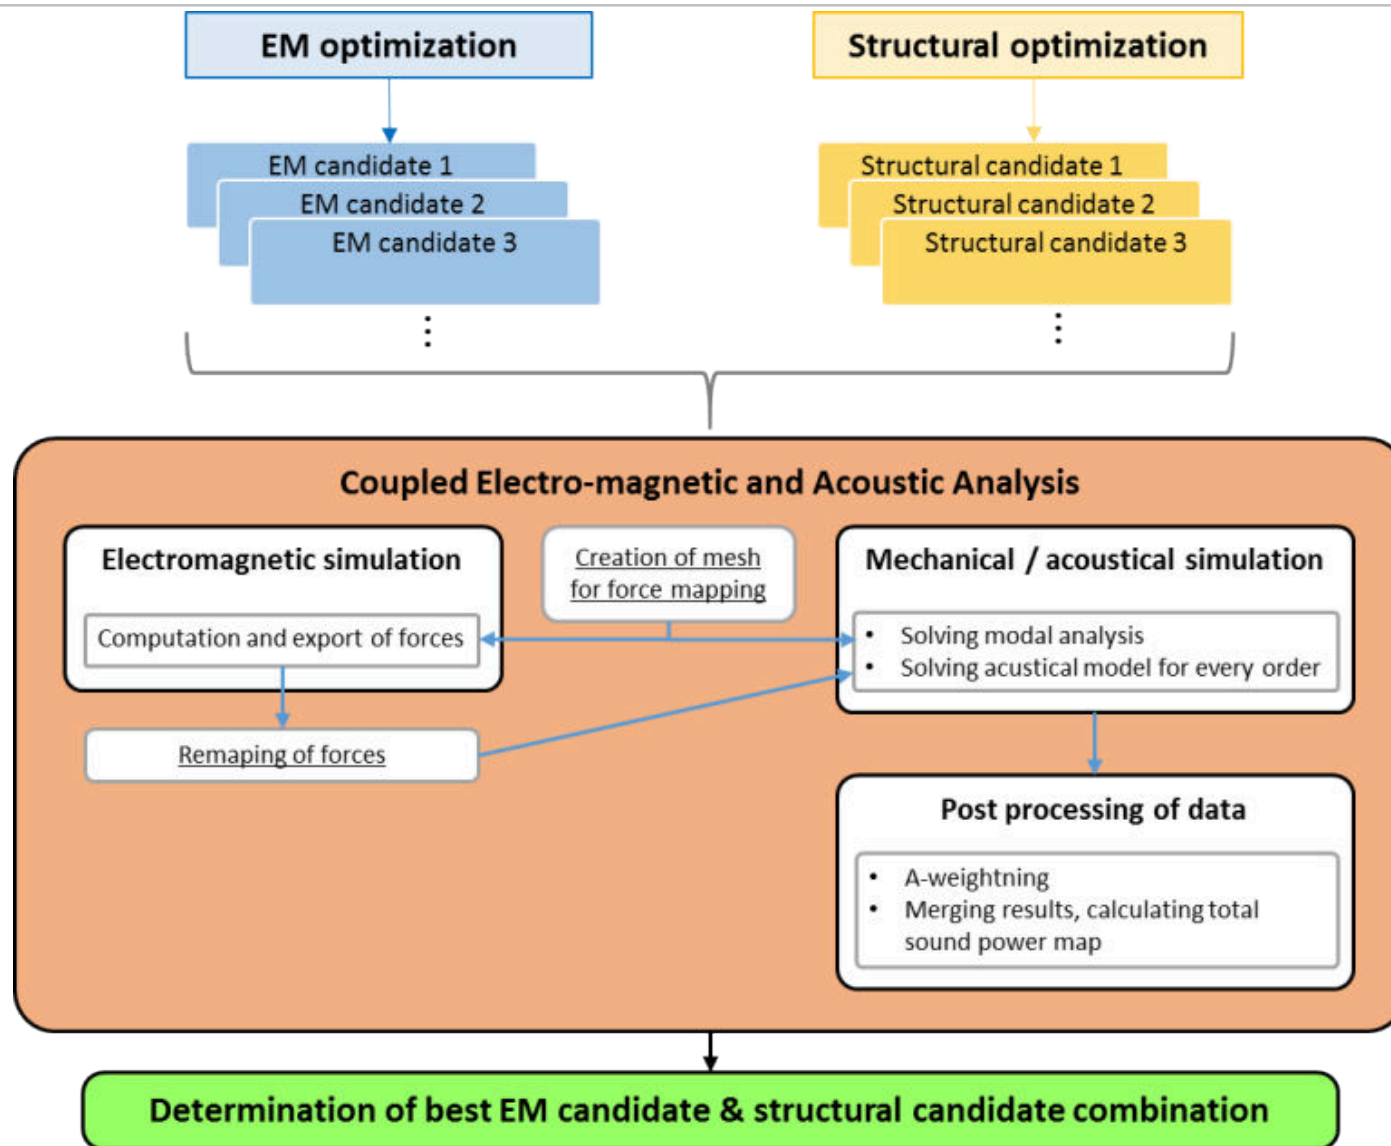 EM optimization
Structural optimization
EM candidate 1
EM candidate 2
EM candidate 3
⋮
Structural candidate 1
Structural candidate 2
Structural candidate 3
⋮
Coupled Electro-magnetic and Acoustic Analysis
Electromagnetic simulation
Computation and export of forces
Remaping of forces
Creation of mesh
for force mapping
Mechanical / acoustical simulation
• Solving modal analysis
• Solving acustical model for every order
Post processing of data
• A-weightning
• Merging results, calculating total
sound power map
Determination of best EM candidate & structural candidate combination